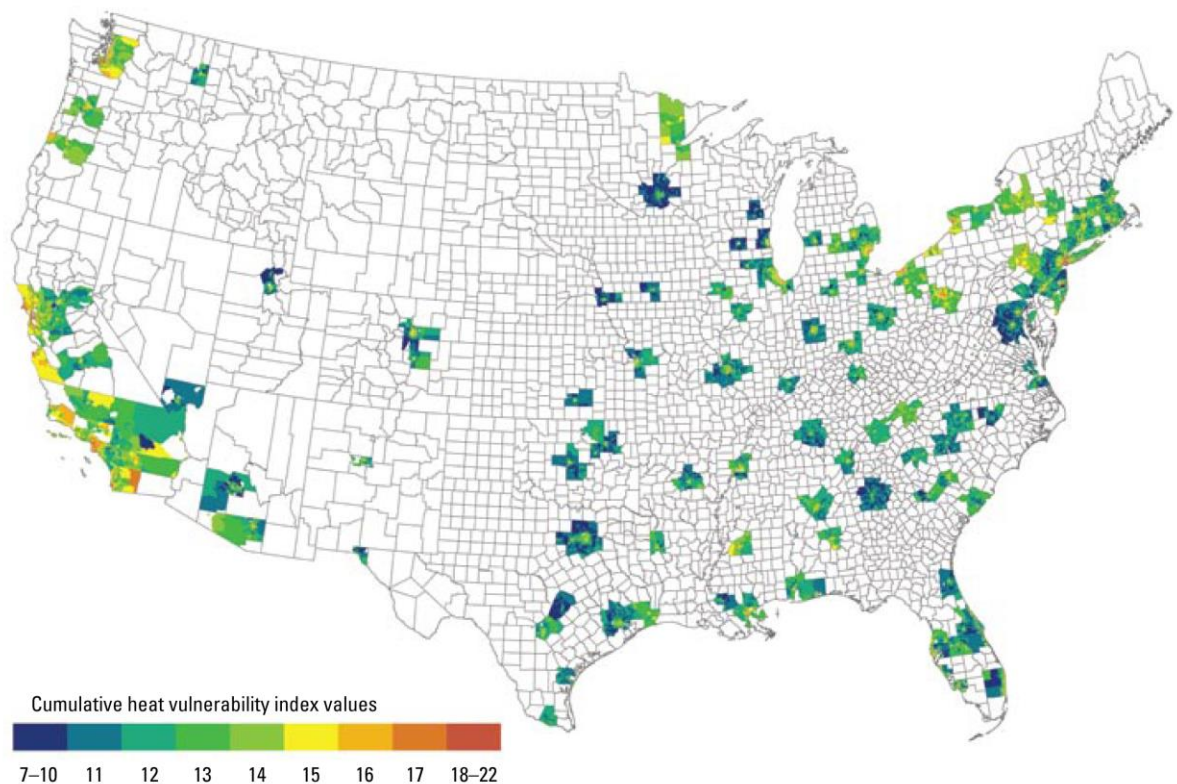 Cumulative heat vulnerability index values
7–10 11 12 13 14 15 16 17 18–22